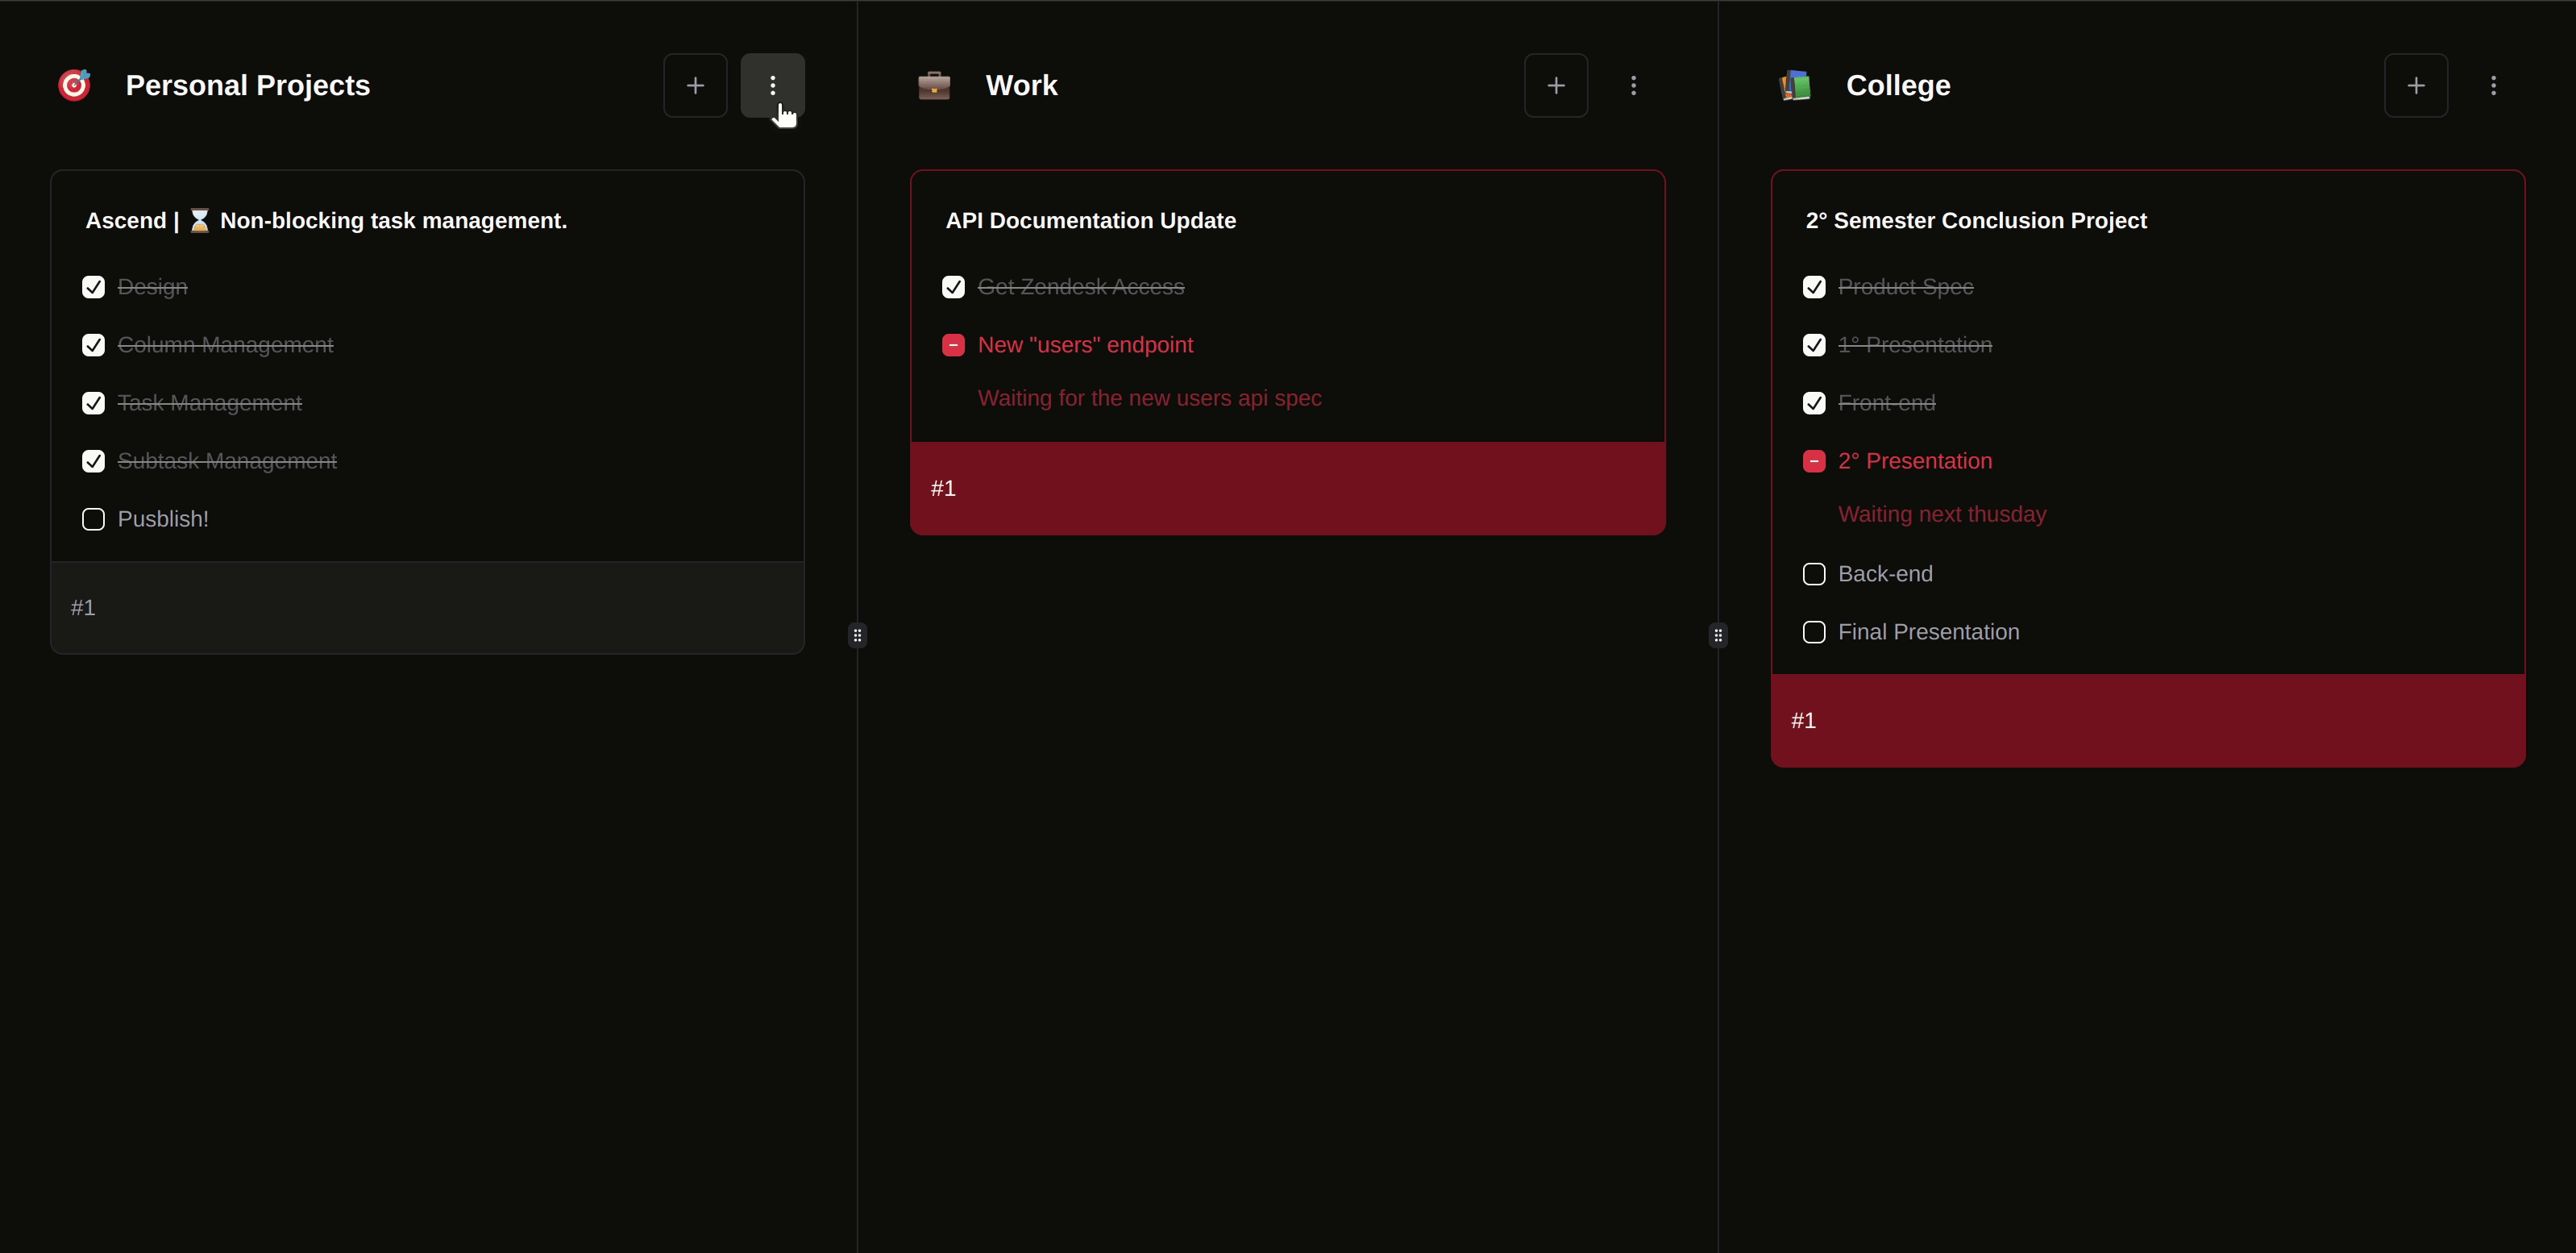 Personal Projects
Ascend | ⌛ Non-blocking task management.
Design
Column Management
Task Management
Subtask Management
Pusblish!
#1
Work
API Documentation Update
Get Zendesk Access
New "users" endpoint
Waiting for the new users api spec
#1
College
2° Semester Conclusion Project
Product Spec
1° Presentation
Front-end
2° Presentation
Waiting next thusday
Back-end
Final Presentation
#1